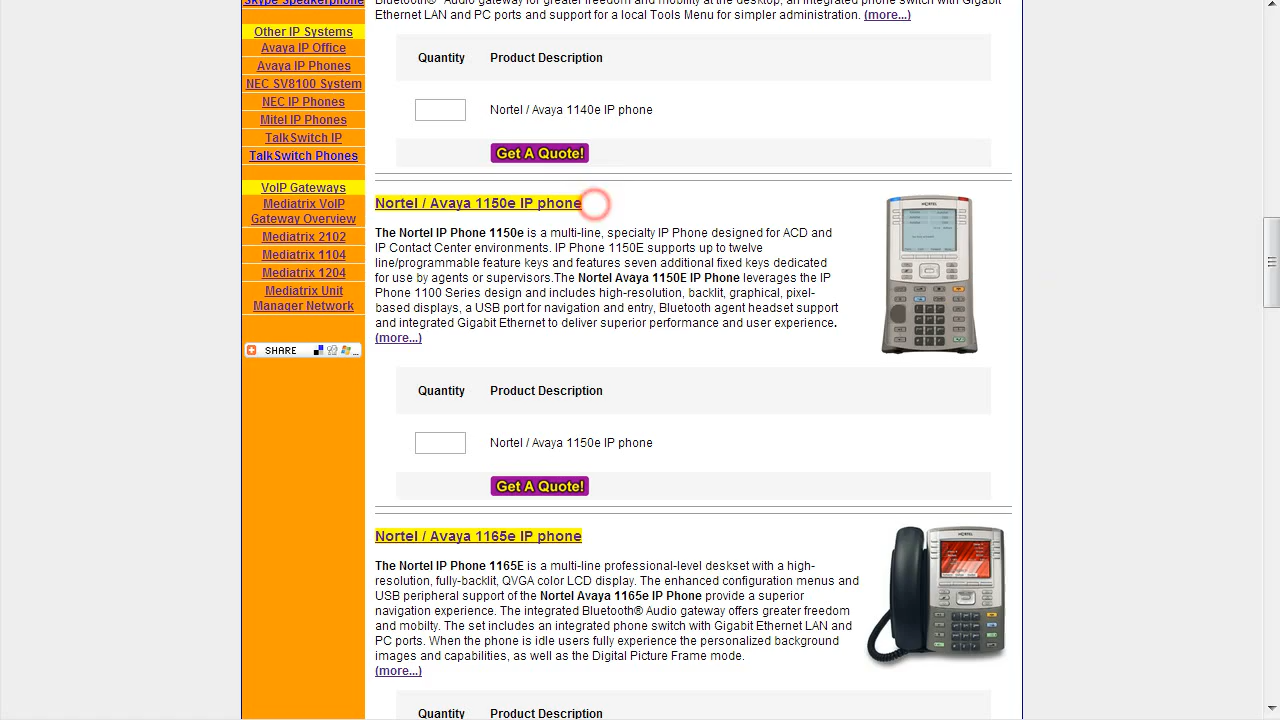 Skype Speakerphone
Other IP Systems
Avaya IP Office
Avaya IP Phones
NEC SV8100 System
NEC IP Phones
Mitel IP Phones
TalkSwitch IP
TalkSwitch Phones
VoIP Gateways
Mediatrix VoIP
Gateway Overview
Mediatrix 2102
Mediatrix 1104
Mediatrix 1204
Mediatrix Unit
Manager Network
SHARE
Bluetooth® Audio gateway for greater freedom and mobility at the desktop, an integrated phone switch with Gigabit
Ethernet LAN and PC ports and support for a local Tools Menu for simpler administration. (more...)
Quantity Product Description
Nortel / Avaya 1140e IP phone
Get A Quote!
Nortel / Avaya 1150e IP phone
The Nortel IP Phone 1150e is a multi-line, specialty IP Phone designed for ACD and
IP Contact Center environments. IP Phone 1150E supports up to twelve
line/programmable feature keys and features seven additional fixed keys dedicated
for use by agents or supervisors.The Nortel Avaya 1150E IP Phone leverages the IP
Phone 1100 Series design and includes high-resolution, backlit, graphical, pixel-
based displays, a USB port for navigation and entry, Bluetooth agent headset support
and integrated Gigabit Ethernet to deliver superior performance and user experience.
(more...)
NORTEL
Quantity Product Description
Nortel / Avaya 1150e IP phone
Get A Quote!
Nortel / Avaya 1165e IP phone
The Nortel IP Phone 1165E is a multi-line professional-level deskset with a high-
resolution, fully-backlit, QVGA color LCD display. The enhanced configuration menus and
USB peripheral support of the Nortel Avaya 1165e IP Phone provide a superior
navigation experience. The integrated Bluetooth® Audio gateway offers greater freedom
and mobility. The set includes an integrated phone switch with Gigabit Ethernet LAN and
PC ports. When the phone is idle users fully experience the personalized background
images and capabilities, as well as the Digital Picture Frame mode.
(more...)
NORTEL
Quantity Product Description